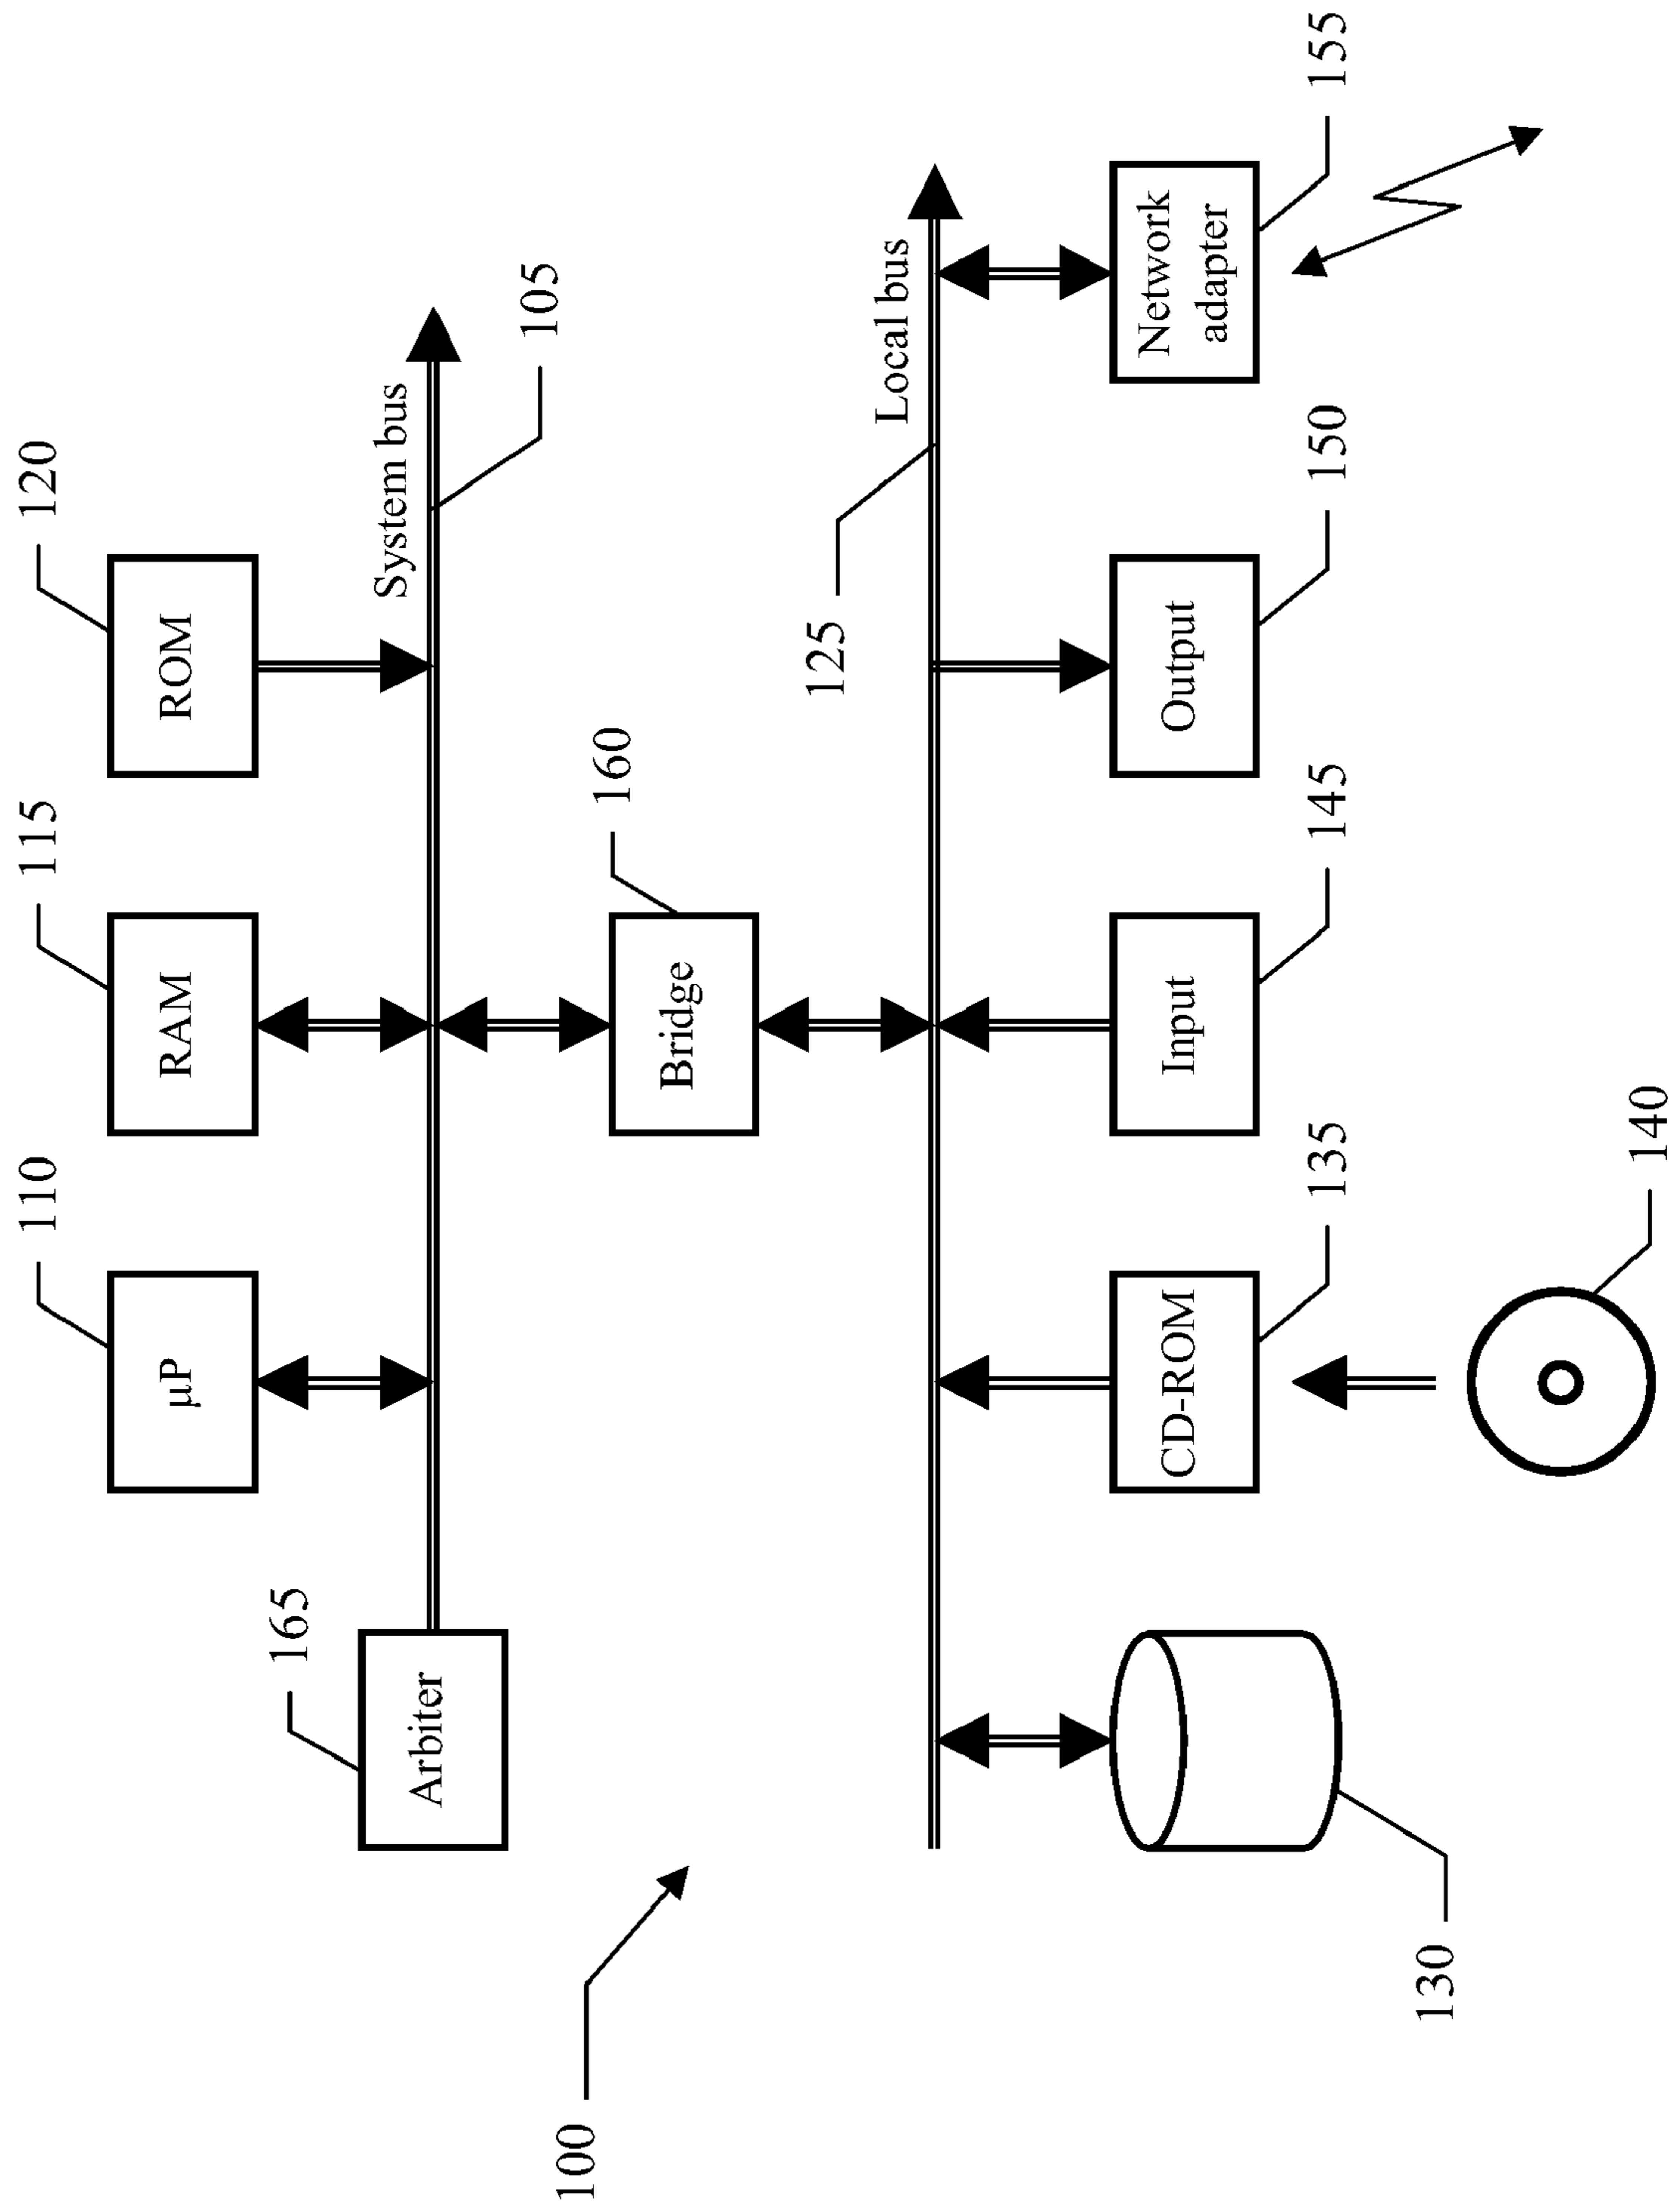 110
115
120
µP
RAM
ROM
165
System bus
Arbiter
105
160
Bridge
100
125
Local bus
CD-ROM
Input
Output
Network
adapter
130
135
145
150
155
140